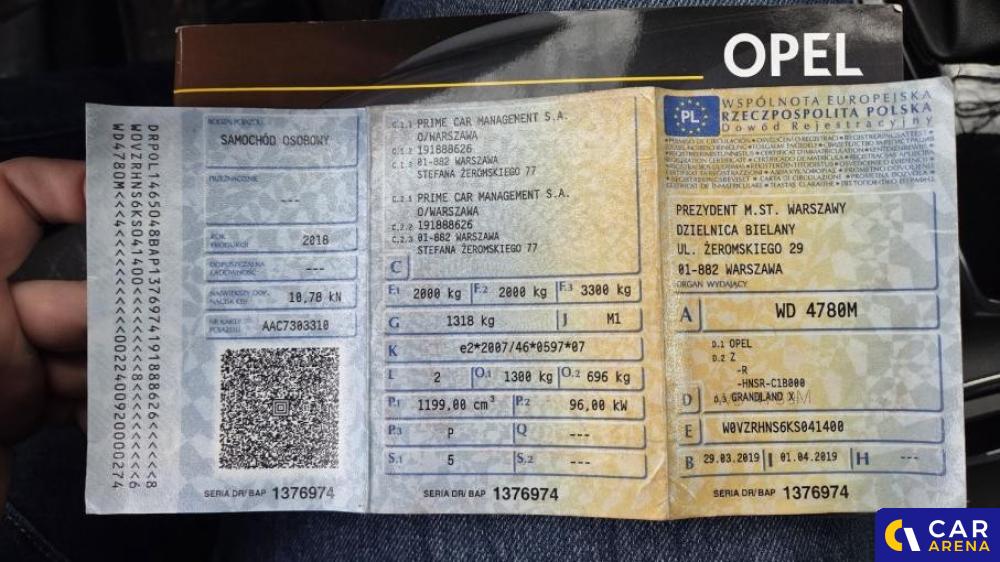 OPEL
DRPOL1465048BAP1376974191888626<<<<<8
W0VZRHNS6KS041400<<<<<<<8<<<<<<<<<<<6
WD4780M<<4<<
RODZAJ POJAZDU
SAMOCHÓD OSOBOWY
PRZEZNACZENIE
---
ROK PRODUKCJI
2018
DOPUSZCZALNA ŁADOWNOŚĆ
---
NAJWIĘKSZY DOP. NACISK OSI
10,78 kN
NR KARTY POJAZDU
AAC7303310
SERIA DR/ BAP 1376974
C.1.1 PRIME CAR MANAGEMENT S.A.
O/WARSZAWA
C.1.2 191888626
C.1.3 01-882 WARSZAWA
STEFANA ŻEROMSKIEGO 77
C.2.1 PRIME CAR MANAGEMENT S.A.
O/WARSZAWA
C.2.2 191888626
C.2.3 01-882 WARSZAWA
STEFANA ŻEROMSKIEGO 77
C
F.1 2000 kg F.2 2000 kg F.3 3300 kg
G 1318 kg J M1
K e2*2007/46*0597*07
L 2 O.1 1300 kg O.2 696 kg
P.1 1199,00 cm³ P.2 96,00 kW
P.3 P Q ---
S.1 5 S.2 ---
SERIA DR/ BAP 1376974
PL
WSPÓLNOTA EUROPEJSKA
RZECZPOSPOLITA POLSKA
Dowód Rejestracyjny
PREZYDENT M.ST. WARSZAWY
DZIELNICA BIELANY
UL. ŻEROMSKIEGO 29
01-882 WARSZAWA
ORGAN WYDAJĄCY
A WD 4780M
D.1 OPEL
D.2 Z
-R
-HNSR-C1B000
D D.3 GRANDLAND X
E W0VZRHNS6KS041400
B 29.03.2019 I 01.04.2019 H ---
SERIA DR/ BAP 1376974
CAR
ARENA